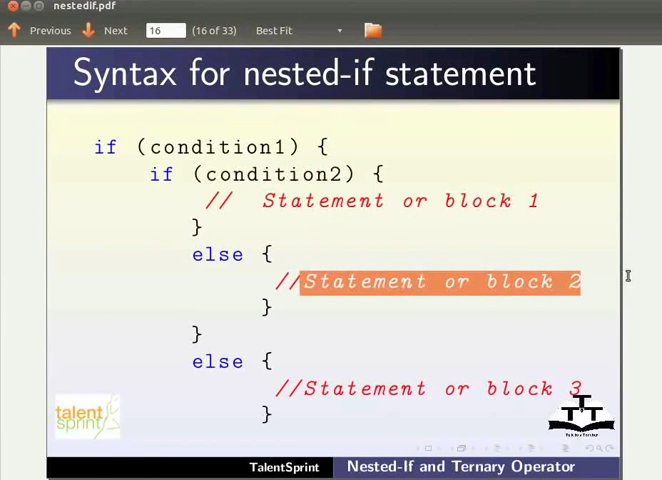 nestedif.pdf
Previous Next 16 (16 of 33) Best Fit
Syntax for nested-if statement
if (condition1) {
if (condition2) {
// Statement or block 1
}
else {
//Statement or block 2
}
}
else {
//Statement or block 3
}
talent
sprint
TalentSprint Nested-If and Ternary Operator